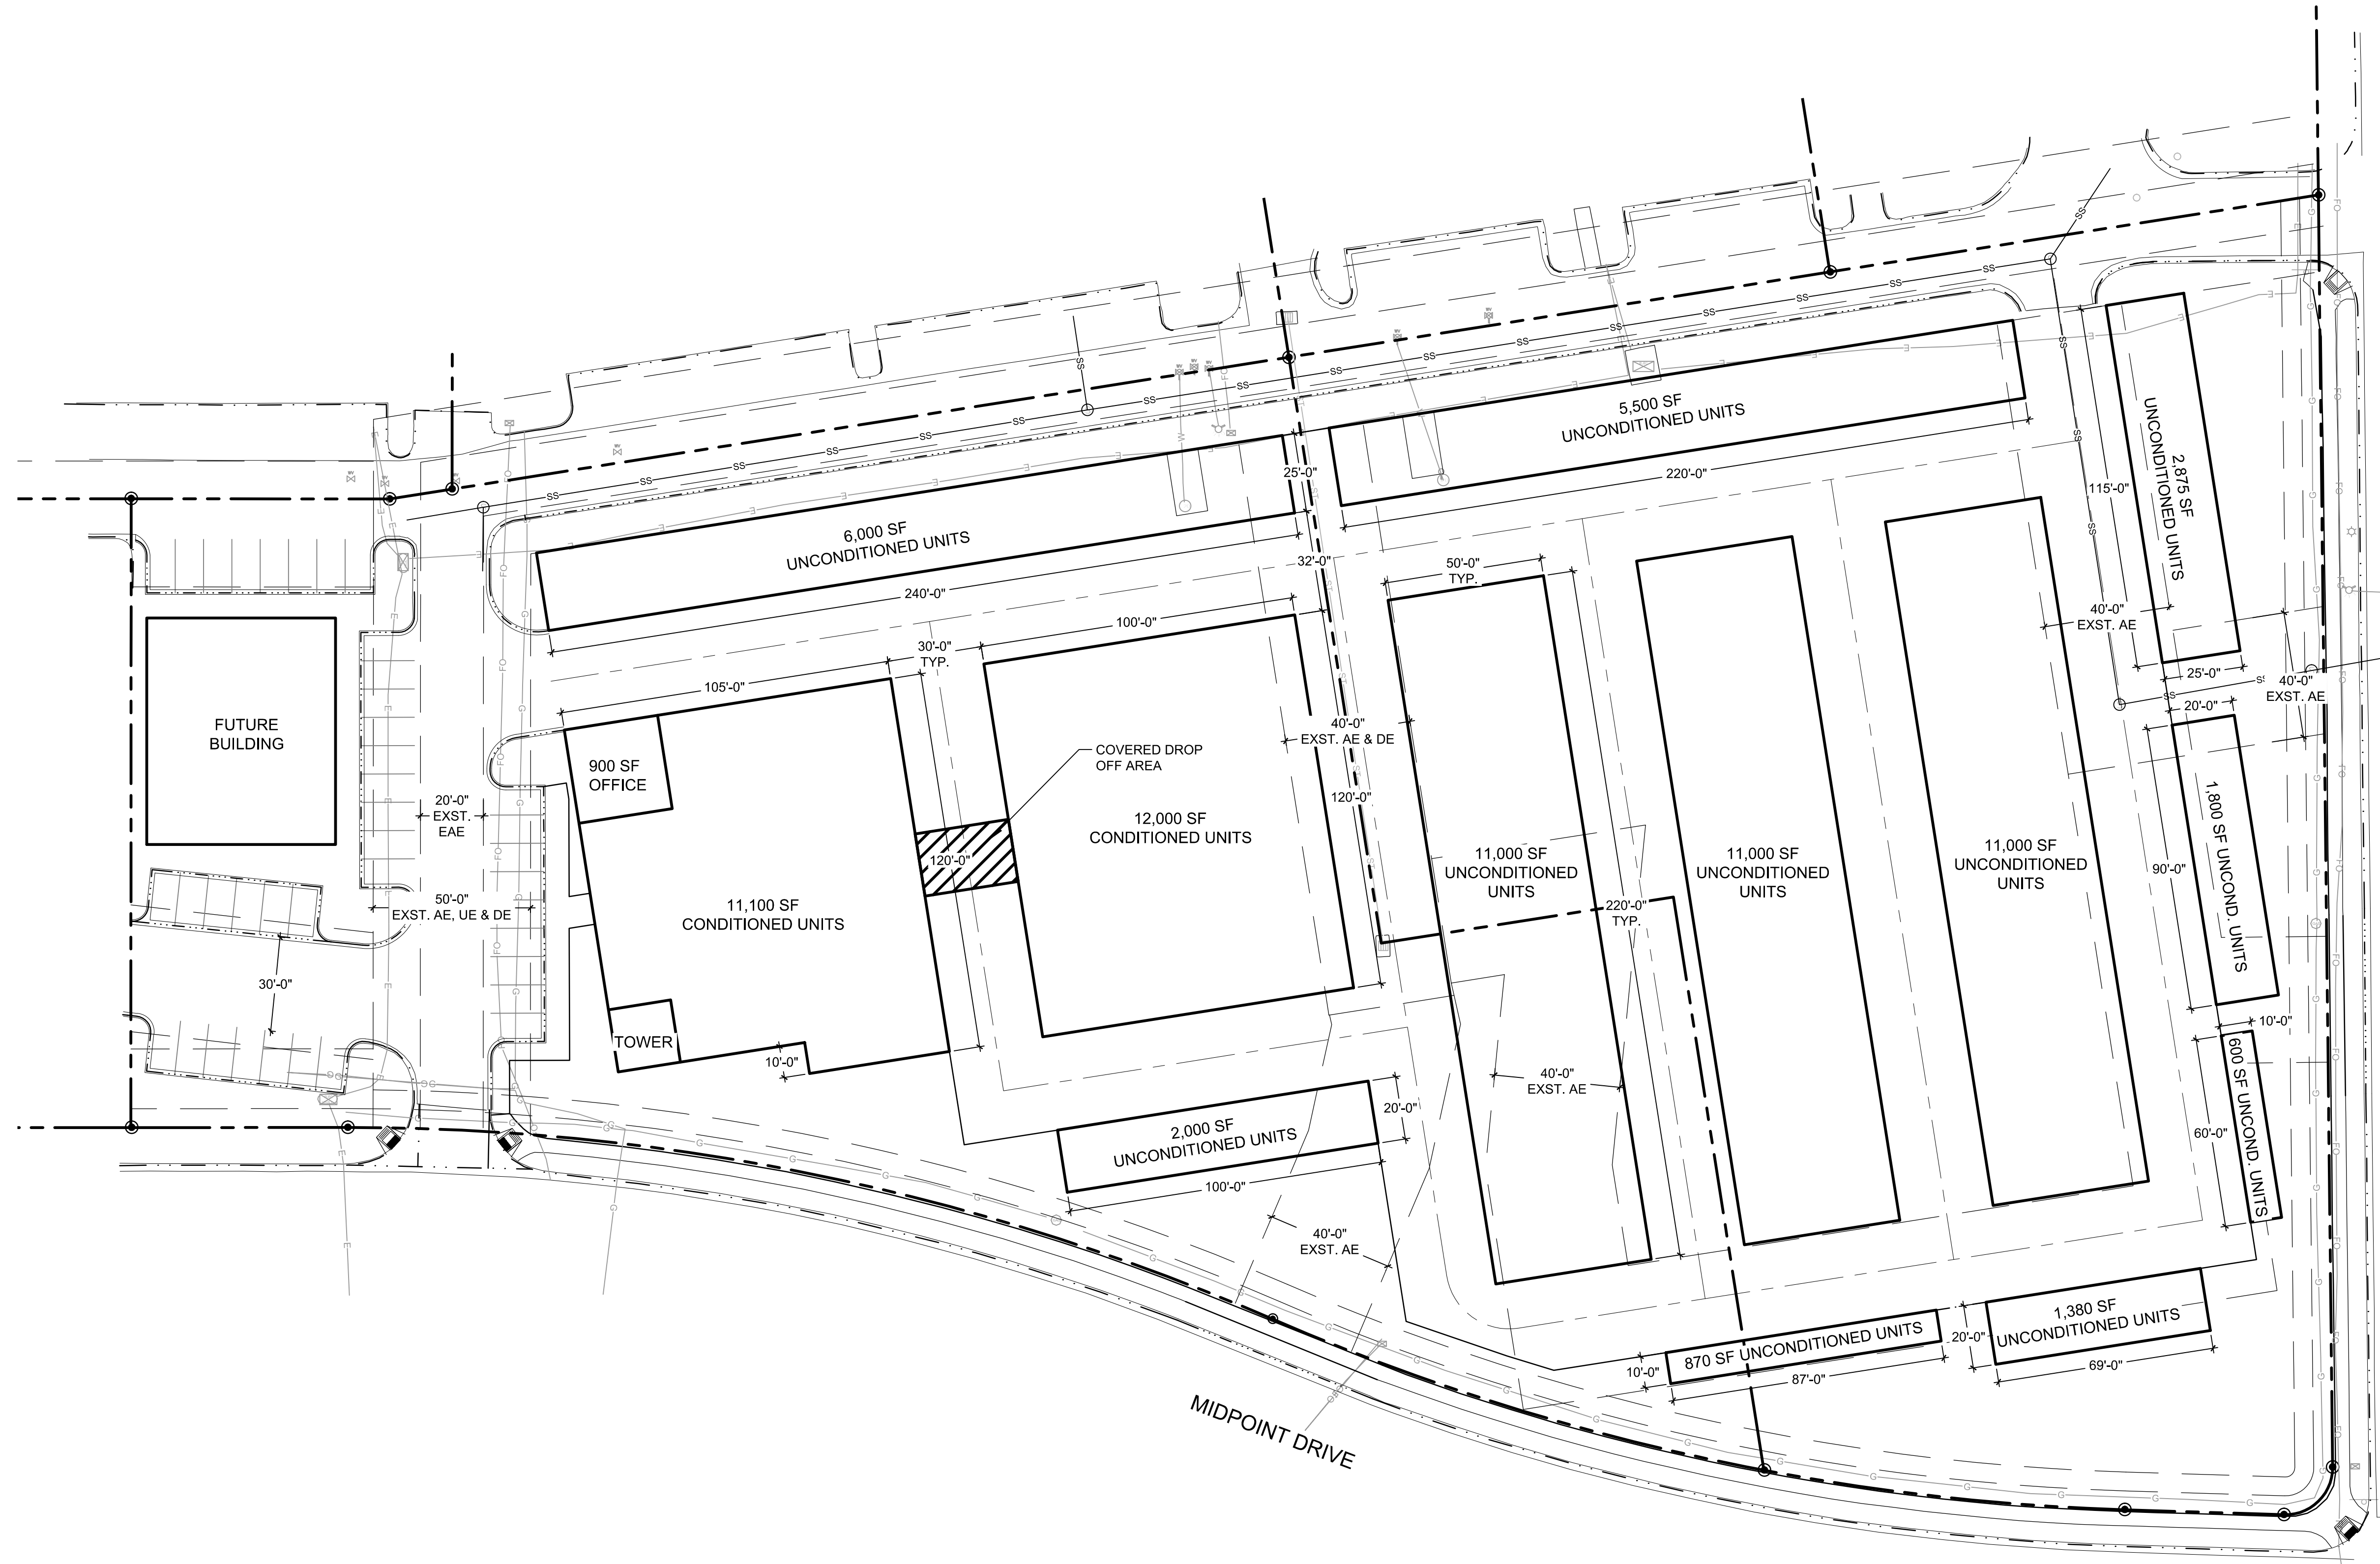 5,500 SF
UNCONDITIONED UNITS
220'-0"
2,875 SF
UNCONDITIONED UNITS
115'-0"
25'-0"
6,000 SF
UNCONDITIONED UNITS
240'-0"
25'-0"
32'-0"
50'-0"
TYP.
40'-0"
EXST. AE
100'-0"
30'-0"
TYP.
105'-0"
25'-0"
40'-0"
EXST. AE
20'-0"
FUTURE
BUILDING
900 SF
OFFICE
COVERED DROP
OFF AREA
40'-0"
EXST. AE & DE
20'-0"
EXST.
EAE
120'-0"
12,000 SF
CONDITIONED UNITS
120'-0"
11,000 SF
UNCONDITIONED
UNITS
11,000 SF
UNCONDITIONED
UNITS
11,000 SF
UNCONDITIONED
UNITS
1,800 SF UNCOND. UNITS
90'-0"
50'-0"
EXST. AE, UE & DE
11,100 SF
CONDITIONED UNITS
220'-0"
TYP.
30'-0"
10'-0"
TOWER
10'-0"
40'-0"
EXST. AE
600 SF UNCOND. UNITS
60'-0"
2,000 SF
UNCONDITIONED UNITS
20'-0"
100'-0"
40'-0"
EXST. AE
870 SF UNCONDITIONED UNITS
10'-0"
87'-0"
1,380 SF
UNCONDITIONED UNITS
20'-0"
69'-0"
MIDPOINT DRIVE